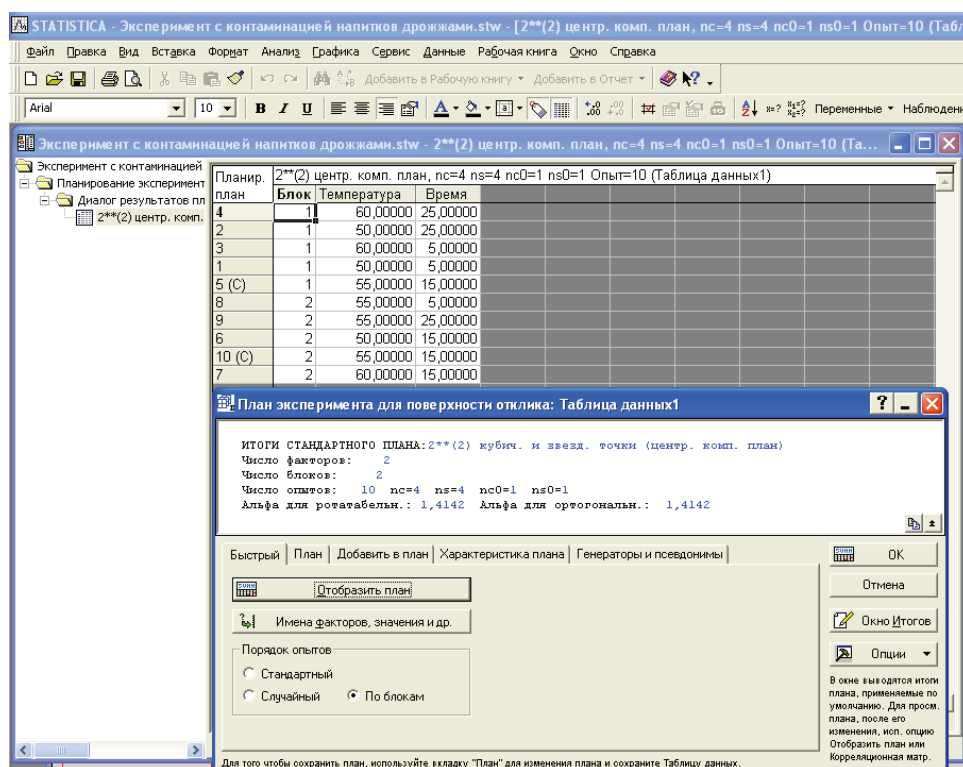 STATISTICA - Эксперимент с контаминацией напитков дрожжами.stw - [2**(2) центр. комп. план, nc=4 ns=4 nc0=1 ns0=1 Опыт=10 (Табл
Файл Правка Вид Вставка Формат Анализ Графика Сервис Данные Рабочая книга Окно Справка
Добавить в Рабочую книгу Добавить в Отчет
Arial 10 B I U Переменные Наблюден
Эксперимент с контаминацией напитков дрожжами.stw - 2**(2) центр. комп. план, nc=4 ns=4 nc0=1 ns0=1 Опыт=10 (Та...
Эксперимент с контаминацией
Планирование эксперимент
Диалог результатов пл
2**(2) центр. комп.
Планир. 2**(2) центр. комп. план, nc=4 ns=4 nc0=1 ns0=1 Опыт=10 (Таблица данных1)
план Блок Температура Время
4 1 60,00000 25,00000
2 1 50,00000 25,00000
3 1 60,00000 5,00000
1 1 50,00000 5,00000
5 (C) 1 55,00000 15,00000
8 2 55,00000 5,00000
9 2 55,00000 25,00000
6 2 50,00000 15,00000
10 (C) 2 55,00000 15,00000
7 2 60,00000 15,00000
План эксперимента для поверхности отклика: Таблица данных1
ИТОГИ СТАНДАРТНОГО ПЛАНА:2**(2) кубич. и звезд. точки (центр. комп. план)
Число факторов: 2
Число блоков: 2
Число опытов: 10 nc=4 ns=4 nc0=1 ns0=1
Альфа для ротатабельн.: 1,4142 Альфа для ортогональн.: 1,4142
Быстрый План Добавить в план Характеристика плана Генераторы и псевдонимы
Отобразить план
Имена факторов, значения и др.
Порядок опытов
Стандартный
Случайный По блокам
OK
Отмена
Окно Итогов
Опции
В окне выводятся итоги
плана, применяемые по
умолчанию. Для просм.
плана, после его
изменения, исп. опцию
Отобразить план или
Корреляционная матр.
Для того чтобы сохранить план, используйте вкладку "План" для изменения плана и сохраните Таблицу данных.